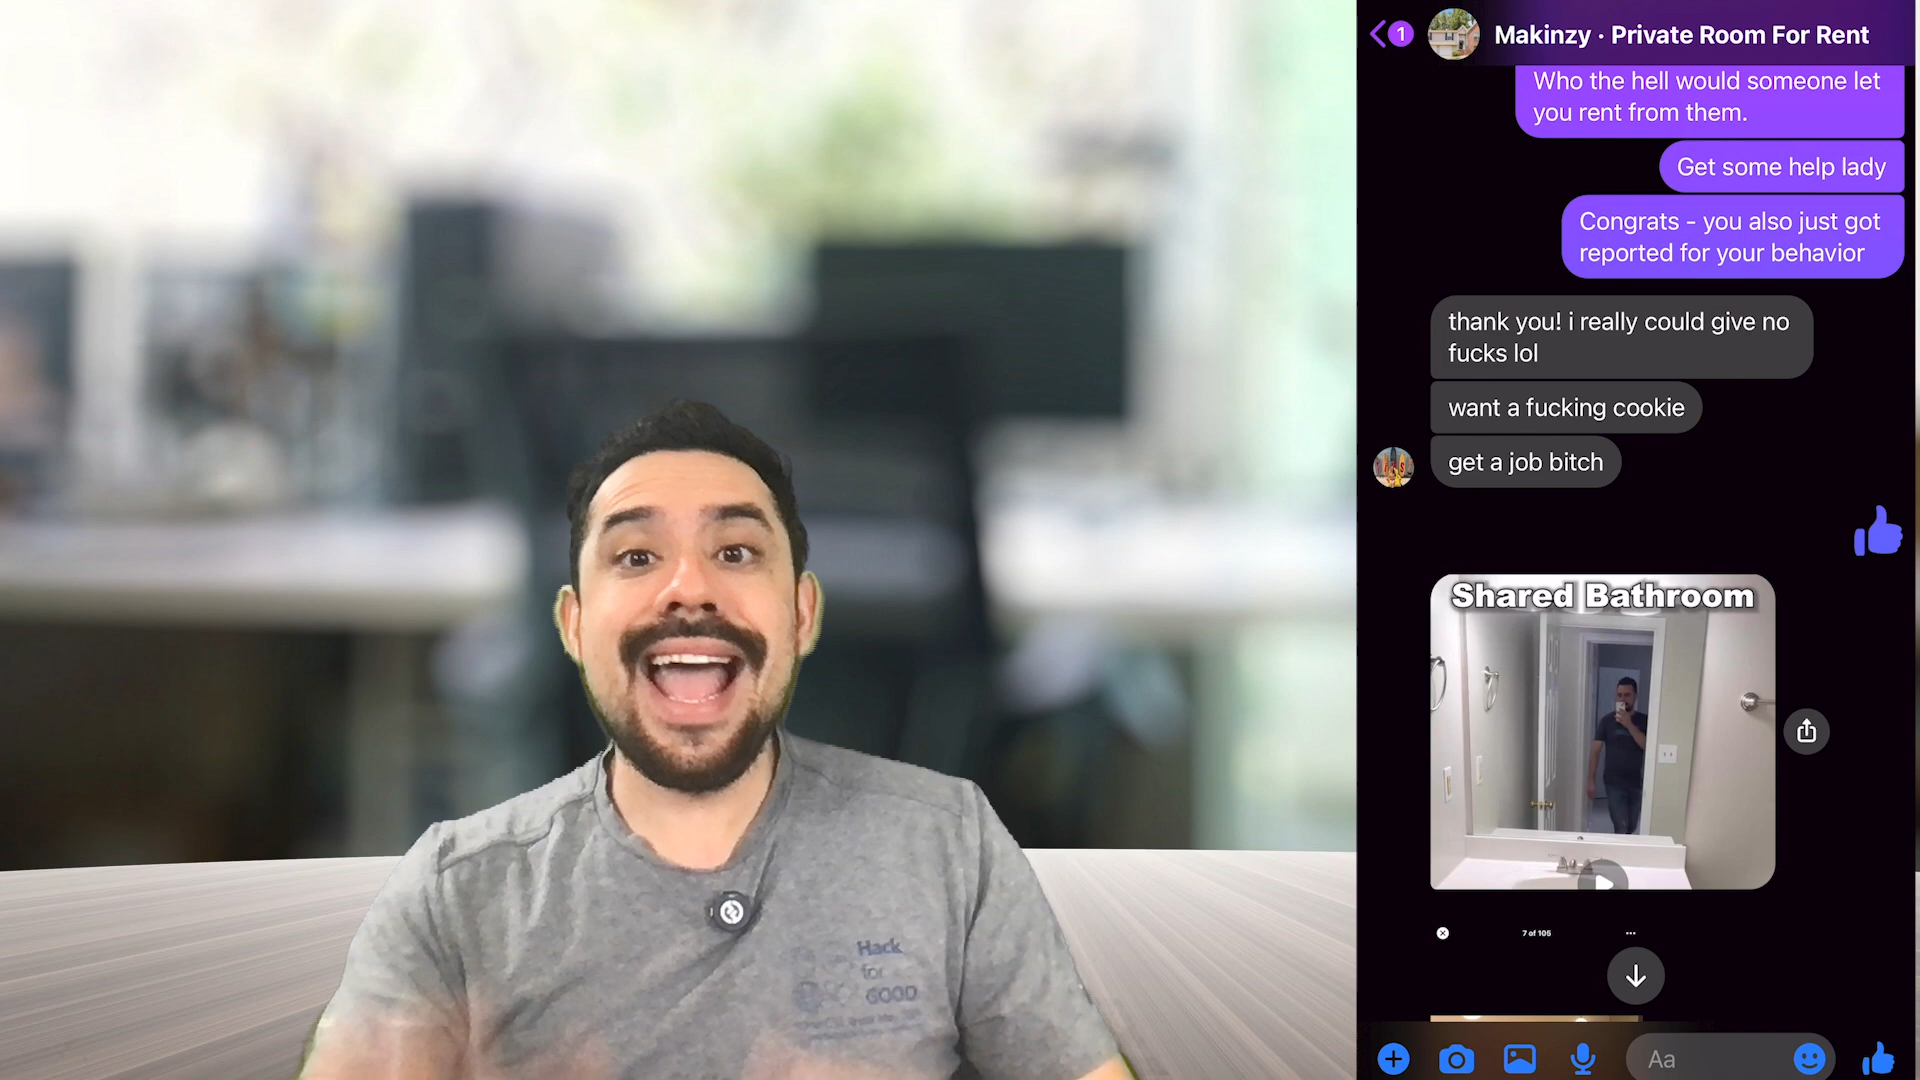 1
Makinzy · Private Room For Rent
Who the hell would someone let
you rent from them.
Get some help lady
Congrats - you also just got
reported for your behavior
thank you! i really could give no
fucks lol
want a fucking cookie
get a job bitch
Shared Bathroom
7 of 105
Aa
Hack
for
GOOD